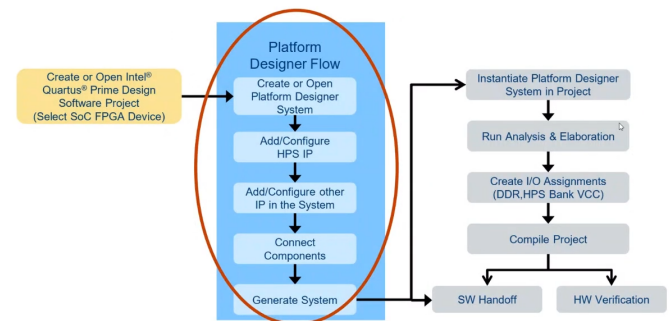 Create or Open Intel®
Quartus® Prime Design
Software Project
(Select SoC FPGA Device)
Platform
Designer Flow
Create or Open
Platform Designer
System
Add/Configure
HPS IP
Add/Configure other
IP in the System
Connect
Components
Generate System
Instantiate Platform Designer
System in Project
Run Analysis & Elaboration
Create I/O Assignments
(DDR,HPS Bank VCC)
Compile Project
SW Handoff
HW Verification